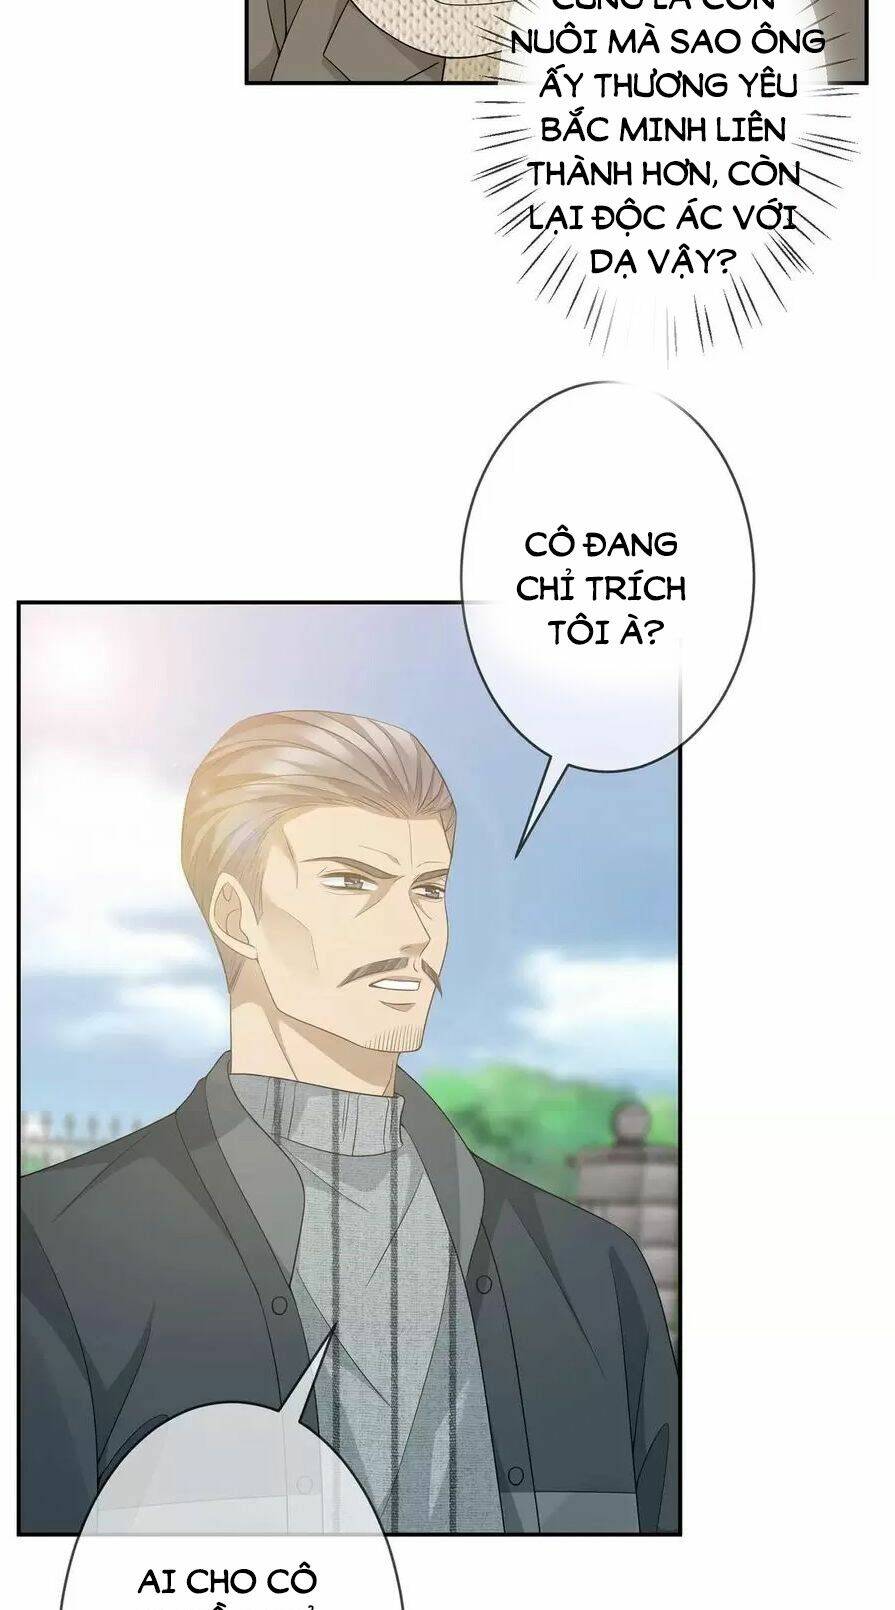 NUÔI MÀ SAO ÔNG
ẤY THƯƠNG YÊU
BẮC MINH LIÊN
THÀNH HƠN, CÒN
LẠI ĐỘC ÁC VỚI
DẠ VẬY?
CÔ ĐANG
CHỈ TRÍCH
TÔI À?
AI CHO CÔ